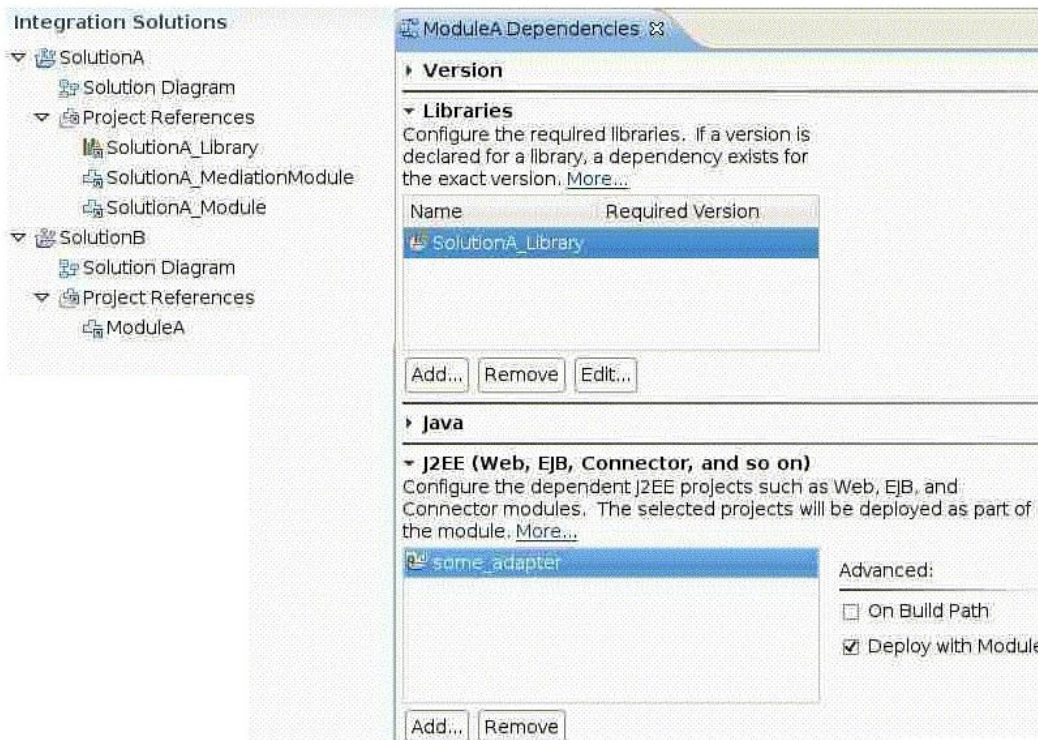 Integration Solutions
SolutionA
Solution Diagram
Project References
SolutionA_Library
SolutionA_MediationModule
SolutionA_Module
SolutionB
Solution Diagram
Project References
ModuleA
ModuleA Dependencies
Version
Libraries
Configure the required libraries. If a version is
declared for a library, a dependency exists for
the exact version. More...
Name Required Version
SolutionA_Library
Add... Remove Edit...
Java
J2EE (Web, EJB, Connector, and so on)
Configure the dependent J2EE projects such as Web, EJB, and
Connector modules. The selected projects will be deployed as part of
the module. More...
some_adapter
Advanced:
On Build Path
Deploy with Module
Add... Remove